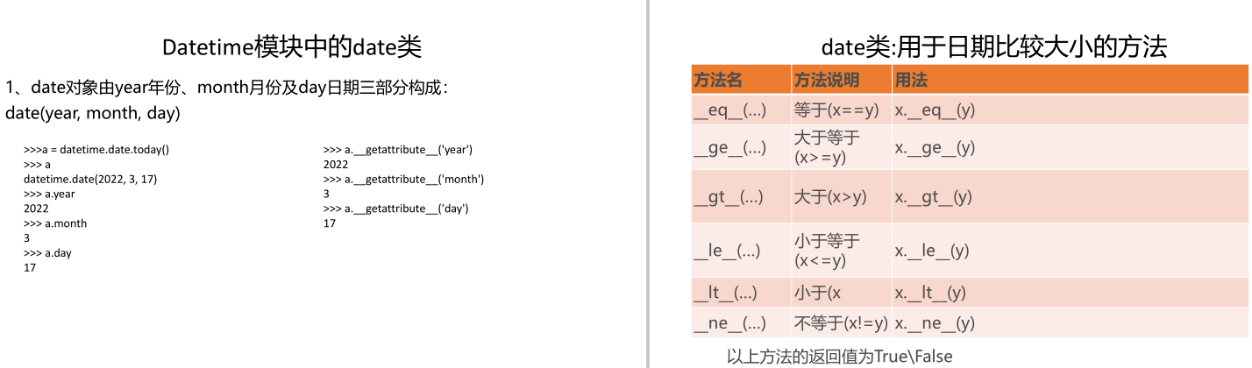 Datetime模块中的date类
1、date对象由year年份、month月份及day日期三部分构成：
date(year, month, day)
>>>a = datetime.date.today()
>>> a
datetime.date(2022, 3, 17)
>>> a.year
2022
>>> a.month
3
>>> a.day
17
>>> a.__getattribute__('year')
2022
>>> a.__getattribute__('month')
3
>>> a.__getattribute__('day')
17
date类:用于日期比较大小的方法
方法名 方法说明 用法
__eq__(...) 等于(x==y) x.__eq__(y)
__ge__(...) 大于等于(x>=y) x.__ge__(y)
__gt__(...) 大于(x>y) x.__gt__(y)
__le__(...) 小于等于(x<=y) x.__le__(y)
__lt__(...) 小于(x x.__lt__(y)
__ne__(...) 不等于(x!=y) x.__ne__(y)
以上方法的返回值为True\False